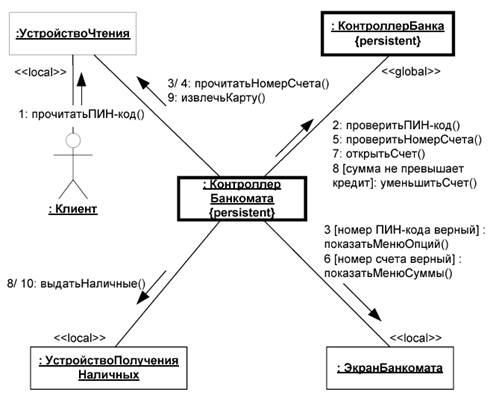 : УстройствоЧтения
: КонтроллерБанка
{persistent}
<<local>>
<<global>>
3/ 4: прочитатьНомерСчета()
9: извлечьКарту()
1: прочитатьПИН-код()
2: проверитьПИН-код()
5: проверитьНомерСчета()
7: открытьСчет()
8 [сумма не превышает
кредит]: уменьшитьСчет()
: Клиент
: Контроллер
Банкомата
{persistent}
3 [номер ПИН-кода верный] :
показатьМенюОпций()
6 [номер счета верный] :
показатьМенюСуммы()
8/ 10: выдатьНаличные()
<<local>>
<<local>>
: УстройствоПолучения
Наличных
: ЭкранБанкомата